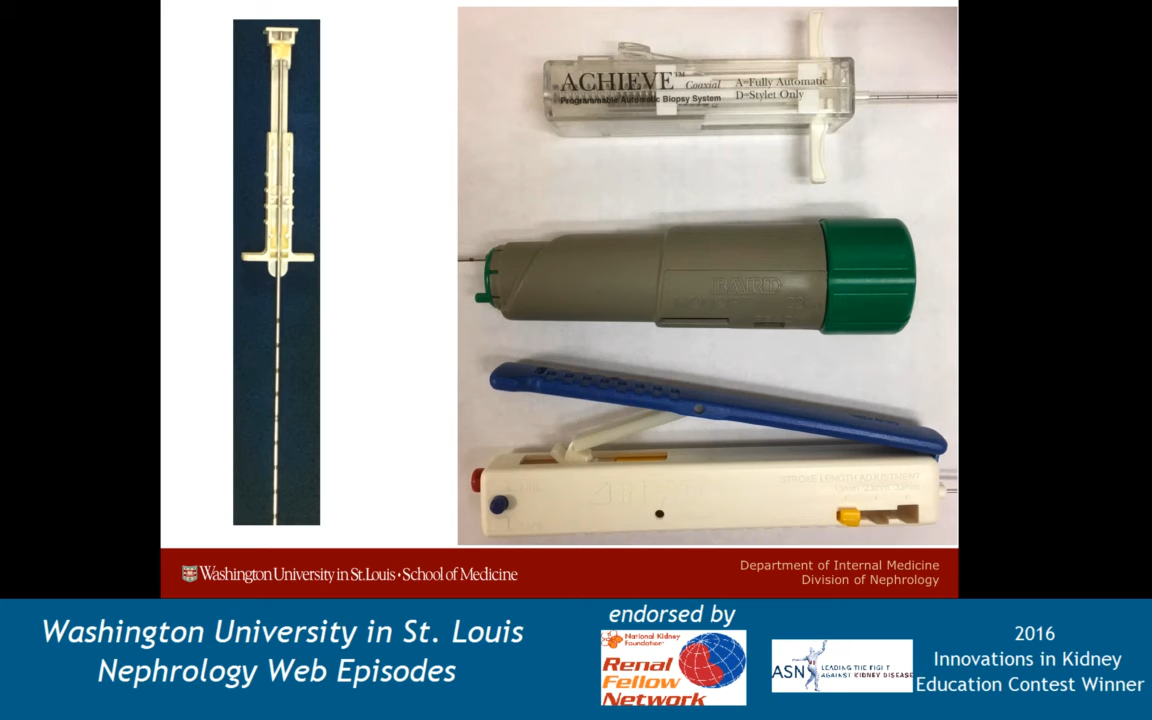 ACHIEVE™ Coaxial
Programmable Automatic Biopsy System
A=Fully Automatic
D=Stylet Only
BARD
STROKE LENGTH ADJUSTMENT
Washington University in St.Louis • School of Medicine
Department of Internal Medicine
Division of Nephrology
Washington University in St. Louis
Nephrology Web Episodes
endorsed by
National Kidney
Foundation
Renal
Fellow
Network
ASN
LEADING THE FIGHT
AGAINST KIDNEY DISEASE
2016
Innovations in Kidney
Education Contest Winner